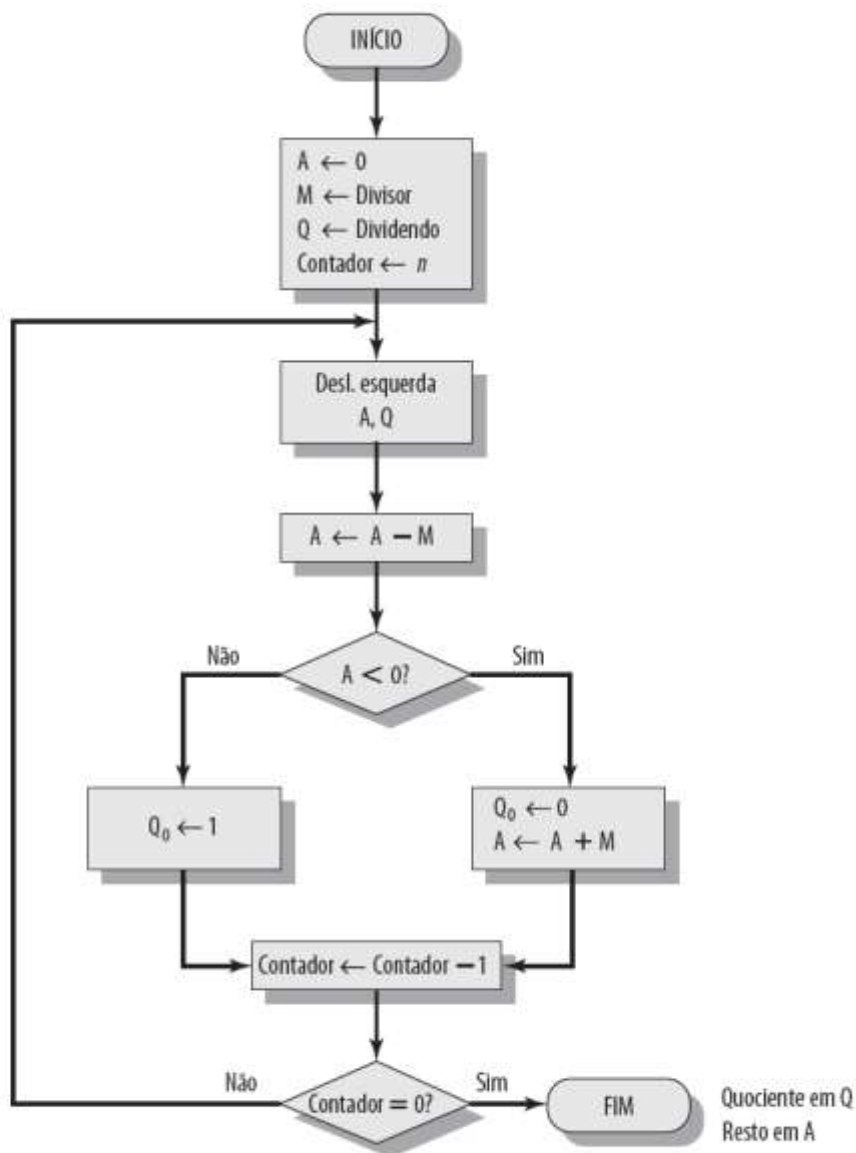 INÍCIO
A ← 0
M ← Divisor
Q ← Dividendo
Contador ← n
Desl. esquerda
A, Q
A ← A − M
Não
A < 0?
Sim
Q₀ ← 1
Q₀ ← 0
A ← A + M
Contador ← Contador − 1
Não
Contador = 0?
Sim
FIM
Quociente em Q
Resto em A